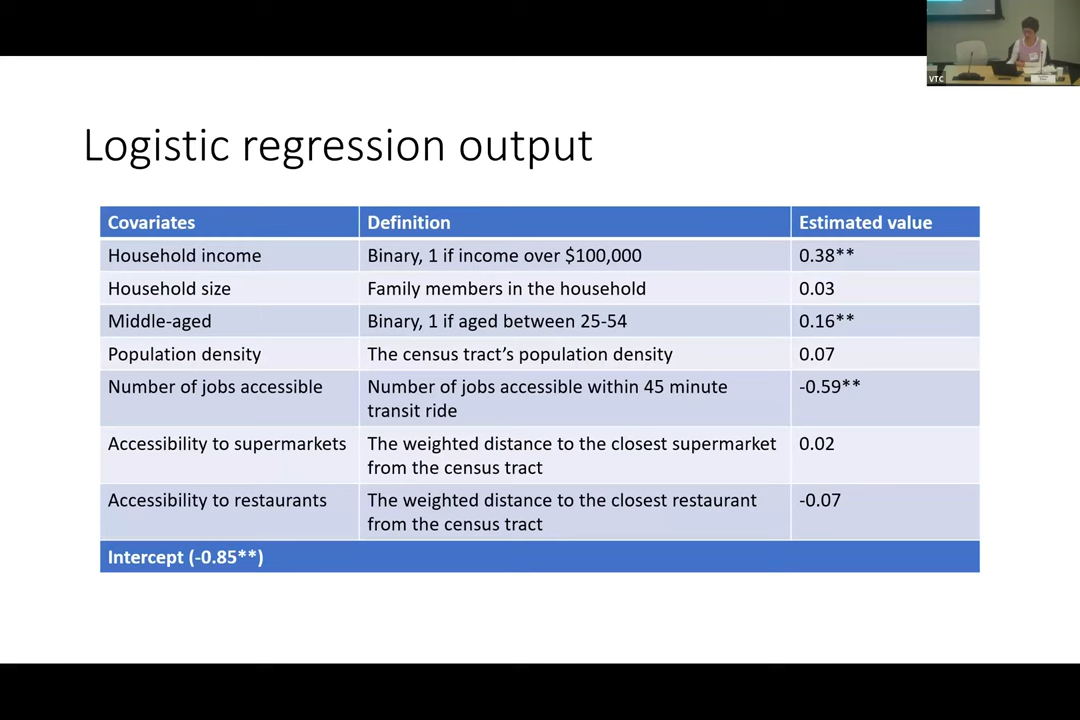 VTC
Logistic regression output
Covariates Definition Estimated value
Household income Binary, 1 if income over $100,000 0.38**
Household size Family members in the household 0.03
Middle-aged Binary, 1 if aged between 25-54 0.16**
Population density The census tract's population density 0.07
Number of jobs accessible Number of jobs accessible within 45 minute -0.59**
transit ride
Accessibility to supermarkets The weighted distance to the closest supermarket 0.02
from the census tract
Accessibility to restaurants The weighted distance to the closest restaurant -0.07
from the census tract
Intercept (-0.85**)